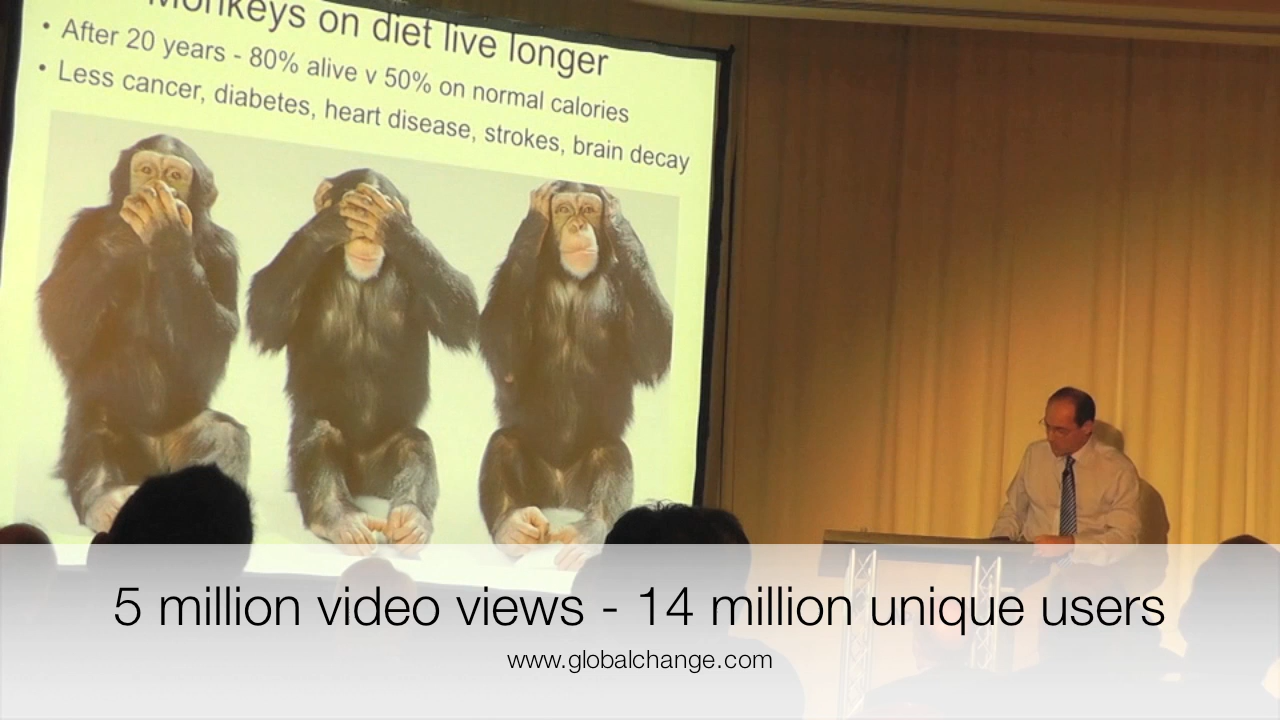 Monkeys on diet live longer
• After 20 years - 80% alive v 50% on normal calories
• Less cancer, diabetes, heart disease, strokes, brain decay
5 million video views - 14 million unique users
www.globalchange.com